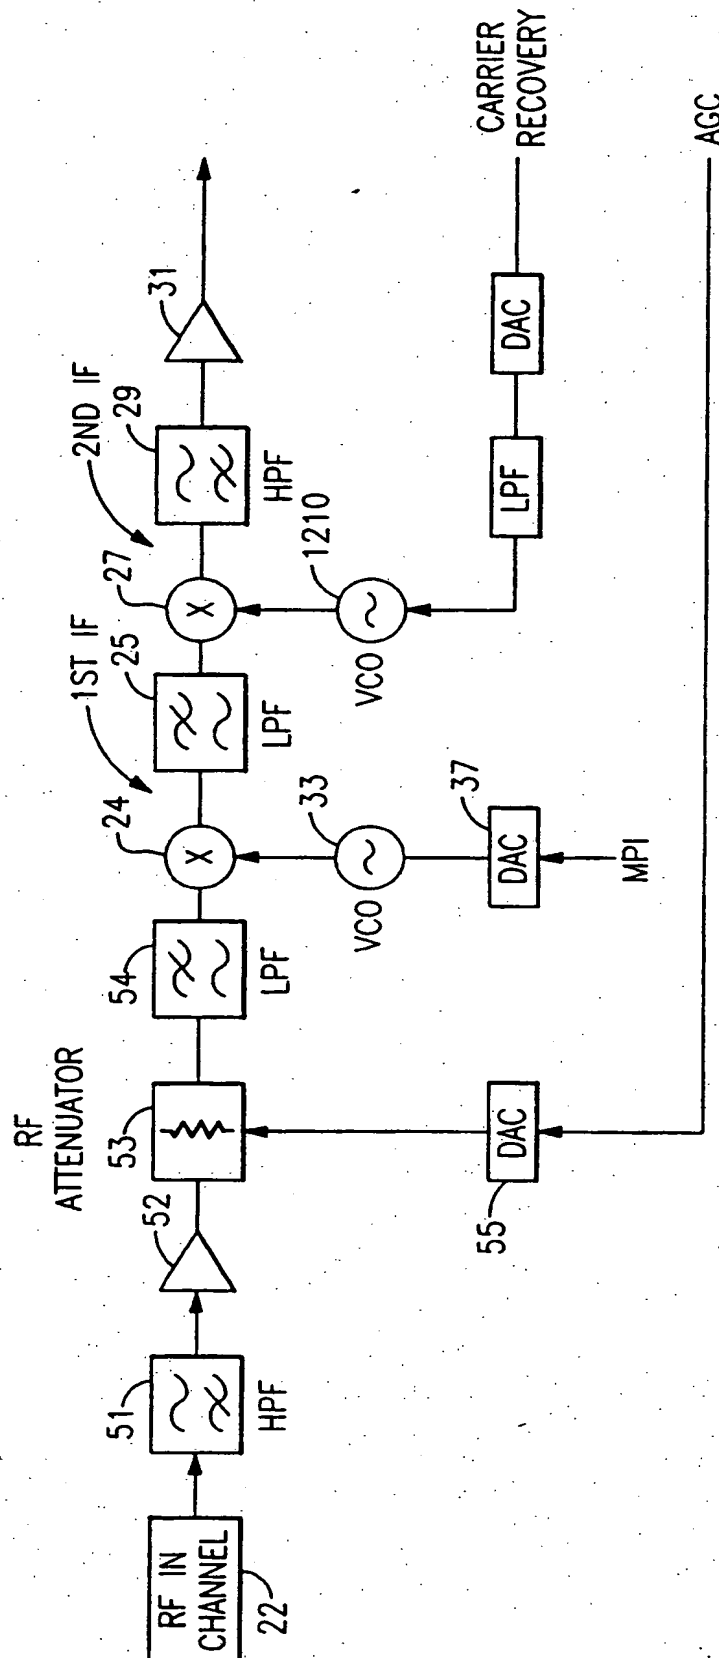 RF IN
CHANNEL
22
51
HPF
52
RF
ATTENUATOR
53
DAC
55
54
LPF
24
X
1ST IF
33
VCO
DAC
37
MPI
25
LPF
27
X
2ND IF
1210
VCO
29
HPF
31
LPF
DAC
CARRIER
RECOVERY
AGC